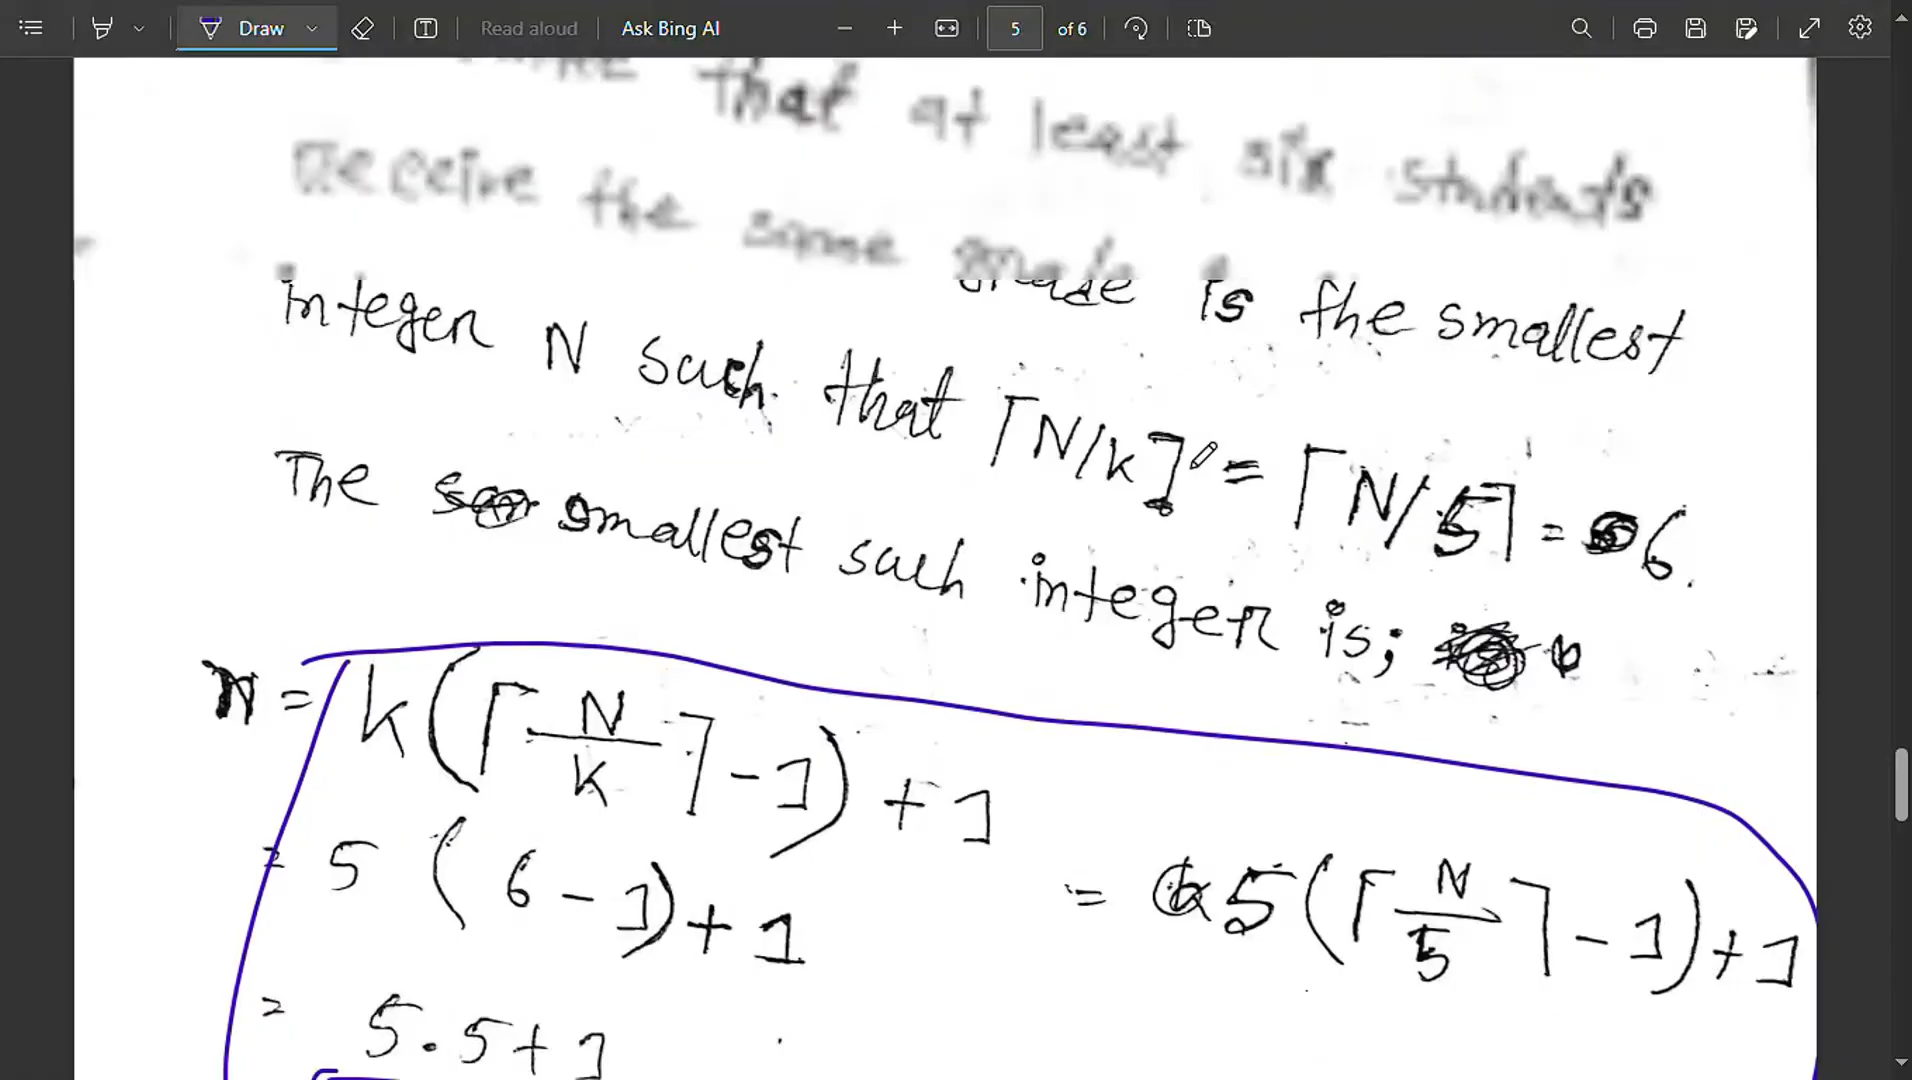 Draw
Read aloud
Ask Bing AI
5 of 6
that at least six students
receive the same grade is the smallest
integer N such that ⌈N/k⌉ = ⌈N/5⌉ = 6.
The smallest such integer is;
N = k(⌈N/k⌉ - 1) + 1
= 5 (6 - 1) + 1
= 5(⌈N/5⌉ - 1) + 1
= 5.5 + 1